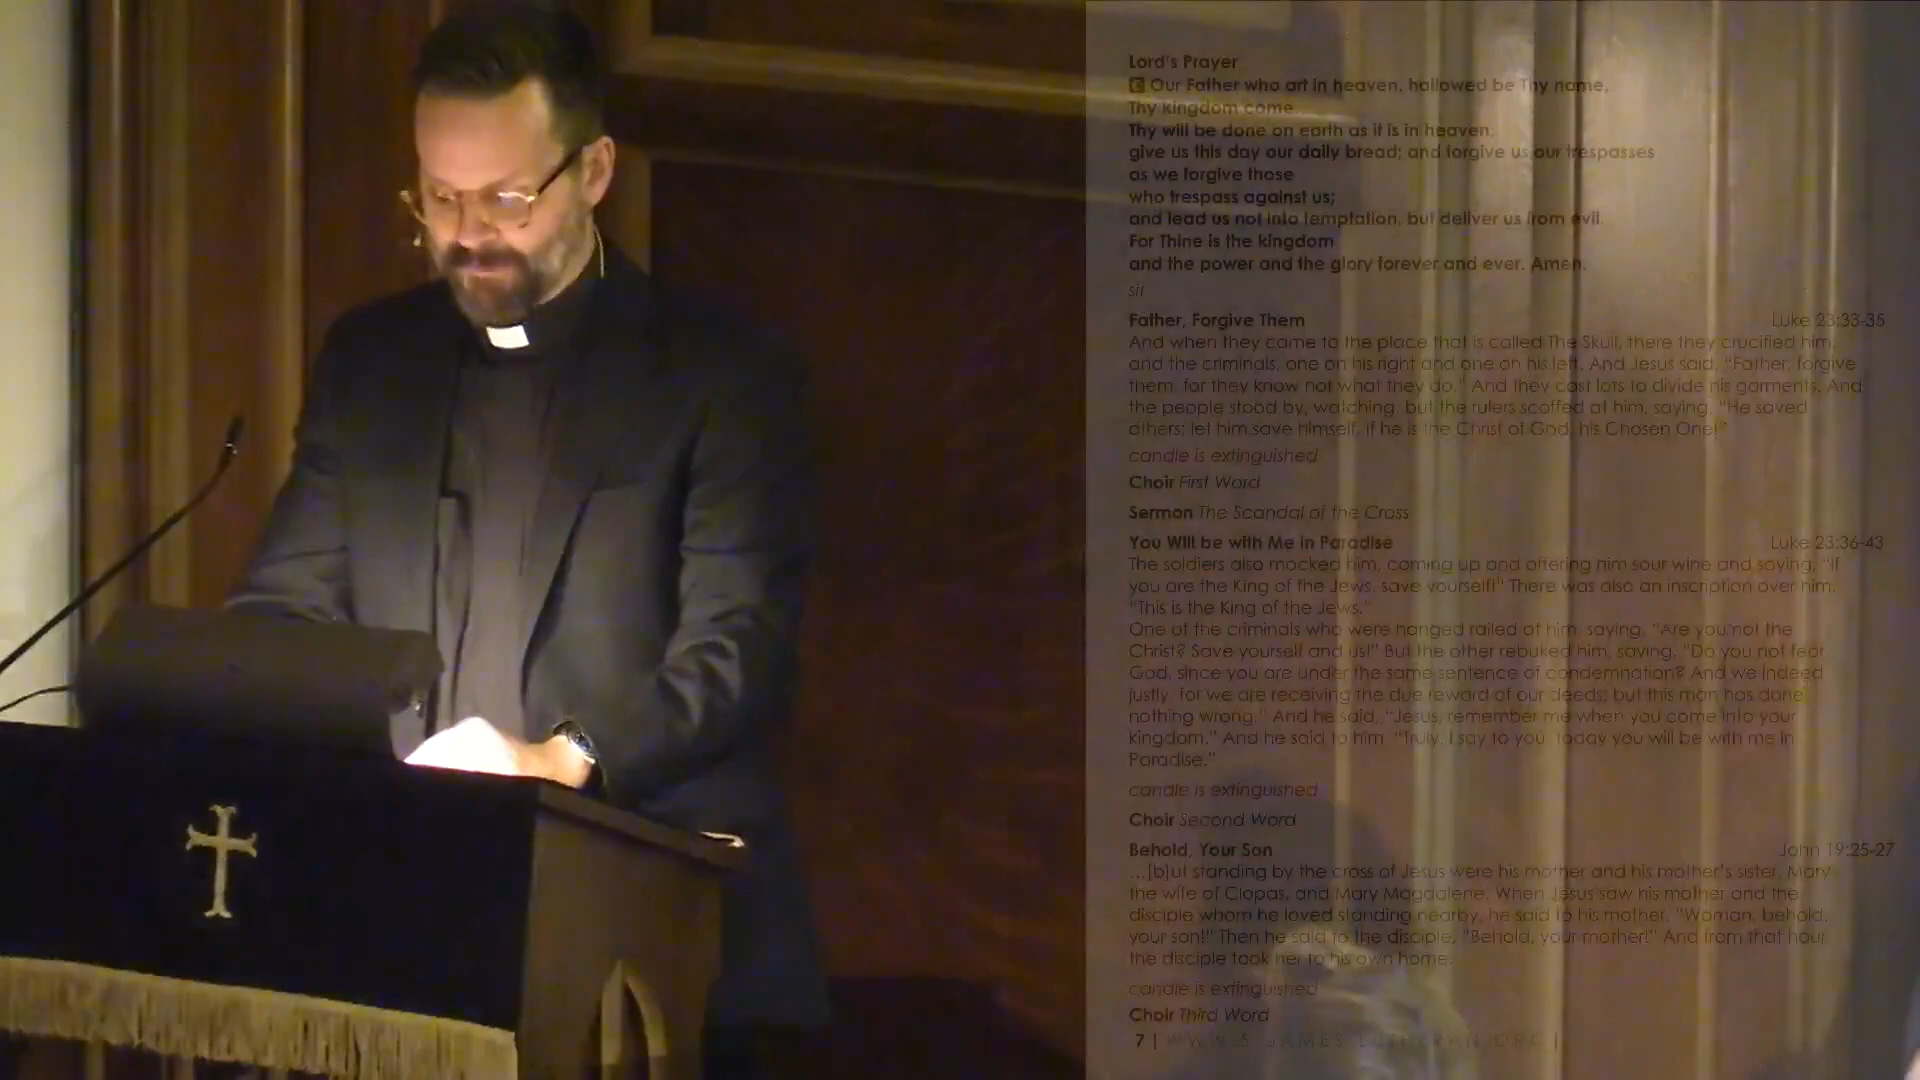 Lord's Prayer
C Our Father who art in heaven, hallowed be Thy name,
Thy kingdom come.
Thy will be done on earth as it is in heaven;
give us this day our daily bread; and forgive us our trespasses
as we forgive those
who trespass against us;
and lead us not into temptation, but deliver us from evil.
For Thine is the kingdom
and the power and the glory forever and ever. Amen.
sit
Father, Forgive Them Luke 23:33-35
And when they came to the place that is called The Skull, there they crucified him,
and the criminals, one on his right and one on his left. And Jesus said, “Father, forgive
them, for they know not what they do.” And they cast lots to divide his garments. And
the people stood by, watching, but the rulers scoffed at him, saying, “He saved
others; let him save himself, if he is the Christ of God, his Chosen One!”
candle is extinguished
Choir First Word
Sermon The Scandal of the Cross
You Will be with Me in Paradise Luke 23:36-43
The soldiers also mocked him, coming up and offering him sour wine and saying, “If
you are the King of the Jews, save yourself!” There was also an inscription over him,
“This is the King of the Jews.”
One of the criminals who were hanged railed at him, saying, “Are you not the
Christ? Save yourself and us!” But the other rebuked him, saying, “Do you not fear
God, since you are under the same sentence of condemnation? And we indeed
justly, for we are receiving the due reward of our deeds; but this man has done
nothing wrong.” And he said, “Jesus, remember me when you come into your
kingdom.” And he said to him, “Truly, I say to you, today you will be with me in
Paradise.”
candle is extinguished
Choir Second Word
Behold, Your Son John 19:25-27
…[b]ut standing by the cross of Jesus were his mother and his mother's sister, Mary
the wife of Clopas, and Mary Magdalene. When Jesus saw his mother and the
disciple whom he loved standing nearby, he said to his mother, “Woman, behold,
your son!” Then he said to the disciple, “Behold, your mother!” And from that hour
the disciple took her to his own home.
candle is extinguished
Choir Third Word
7 | WWW.STJAMES-LUTHERAN.ORG |